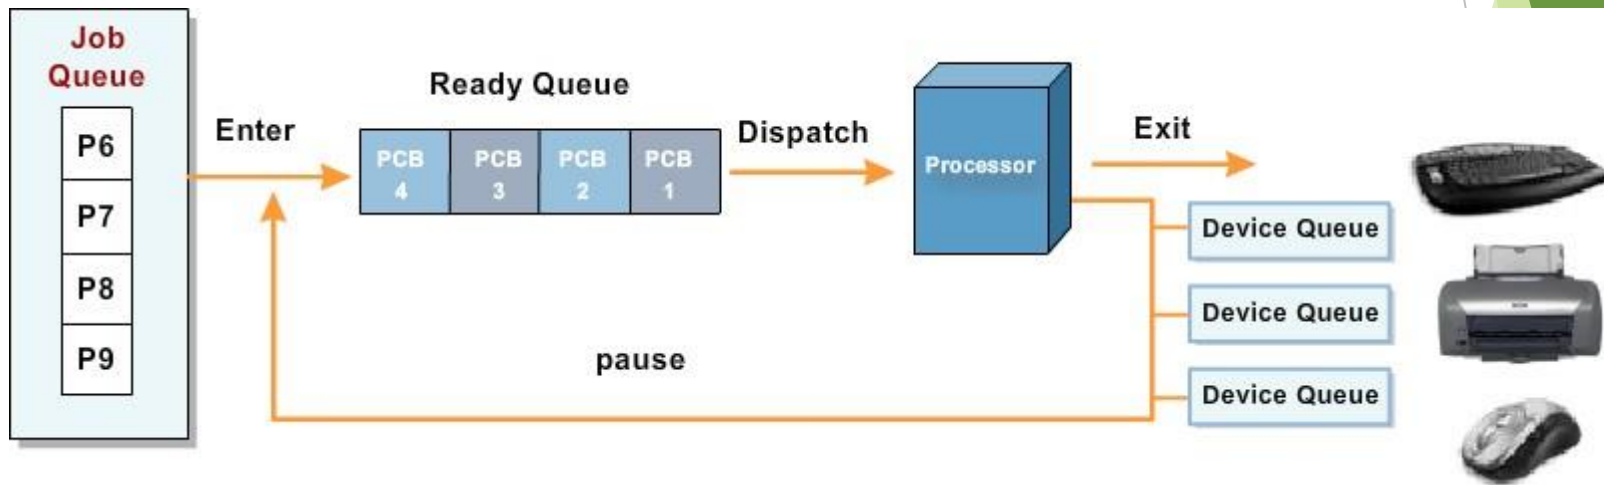 Job
Queue
P6
P7
P8
P9
Enter
Ready Queue
PCB
4
PCB
3
PCB
2
PCB
1
Dispatch
Processor
Exit
Device Queue
Device Queue
Device Queue
pause